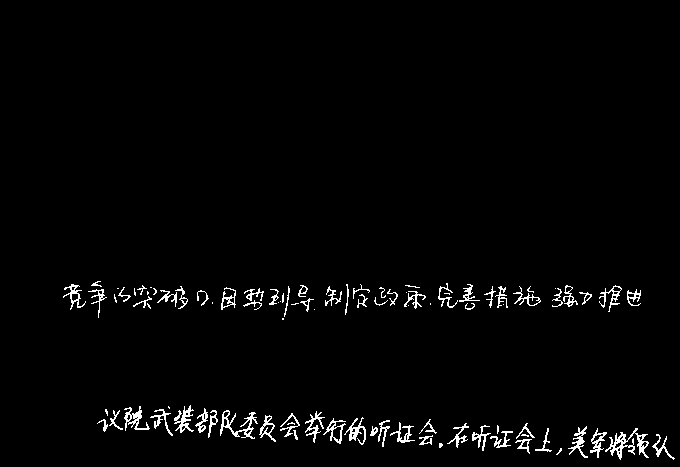 竞争的突破口.因势利导.制定政策.完善措施 强力推进
议院武装部队委员会举行的听证会.在听证会上,美军将领认